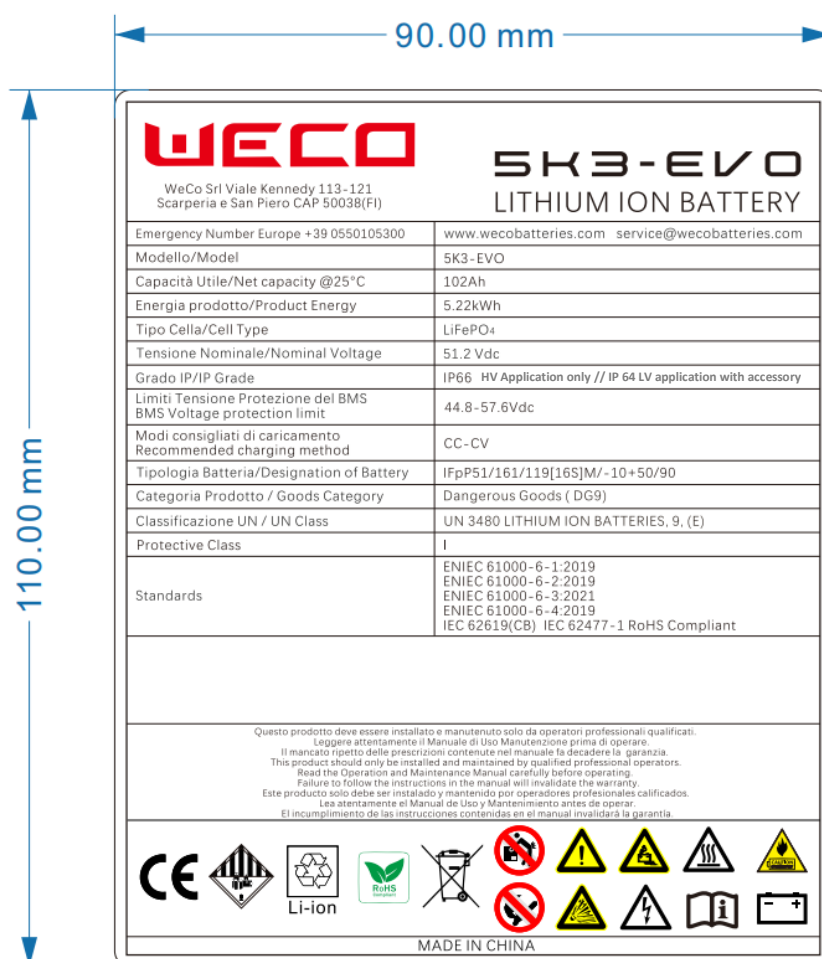 90.00 mm
110.00 mm
WECO
5K3-EVO
WeCo Srl Viale Kennedy 113-121
Scarperia e San Piero CAP 50038(FI)
LITHIUM ION BATTERY
Emergency Number Europe +39 0550105300 www.wecobatteries.com service@wecobatteries.com
Modello/Model 5K3-EVO
Capacità Utile/Net capacity @25°C 102Ah
Energia prodotto/Product Energy 5.22kWh
Tipo Cella/Cell Type LiFePO4
Tensione Nominale/Nominal Voltage 51.2 Vdc
Grado IP/IP Grade IP66 HV Application only // IP 64 LV application with accessory
Limiti Tensione Protezione del BMS
BMS Voltage protection limit 44.8-57.6Vdc
Modi consigliati di caricamento
Recommended charging method CC-CV
Tipologia Batteria/Designation of Battery IFpP51/161/119[16S]M/-10+50/90
Categoria Prodotto / Goods Category Dangerous Goods ( DG9)
Classificazione UN / UN Class UN 3480 LITHIUM ION BATTERIES, 9, (E)
Protective Class I
Standards
ENIEC 61000-6-1:2019
ENIEC 61000-6-2:2019
ENIEC 61000-6-3:2021
ENIEC 61000-6-4:2019
IEC 62619(CB) IEC 62477-1 RoHS Compliant
Questo prodotto deve essere installato e manutenuto solo da operatori professionali qualificati.
Leggere attentamente il Manuale di Uso Manutenzione prima di operare.
Il mancato ripetto delle prescrizioni contenute nel manuale fa decadere la garanzia.
This product should only be installed and maintained by qualified professional operators.
Read the Operation and Maintenance Manual carefully before operating.
Failure to follow the instructions in the manual will invalidate the warranty.
Este producto solo debe ser instalado y mantenido por operadores profesionales calificados.
Lea atentamente el Manual de Uso y Mantenimiento antes de operar.
El incumplimiento de las instrucciones contenidas en el manual invalidará la garantía.
CE
Li-ion
RoHS
COMPLIANT
CAUTION
MADE IN CHINA